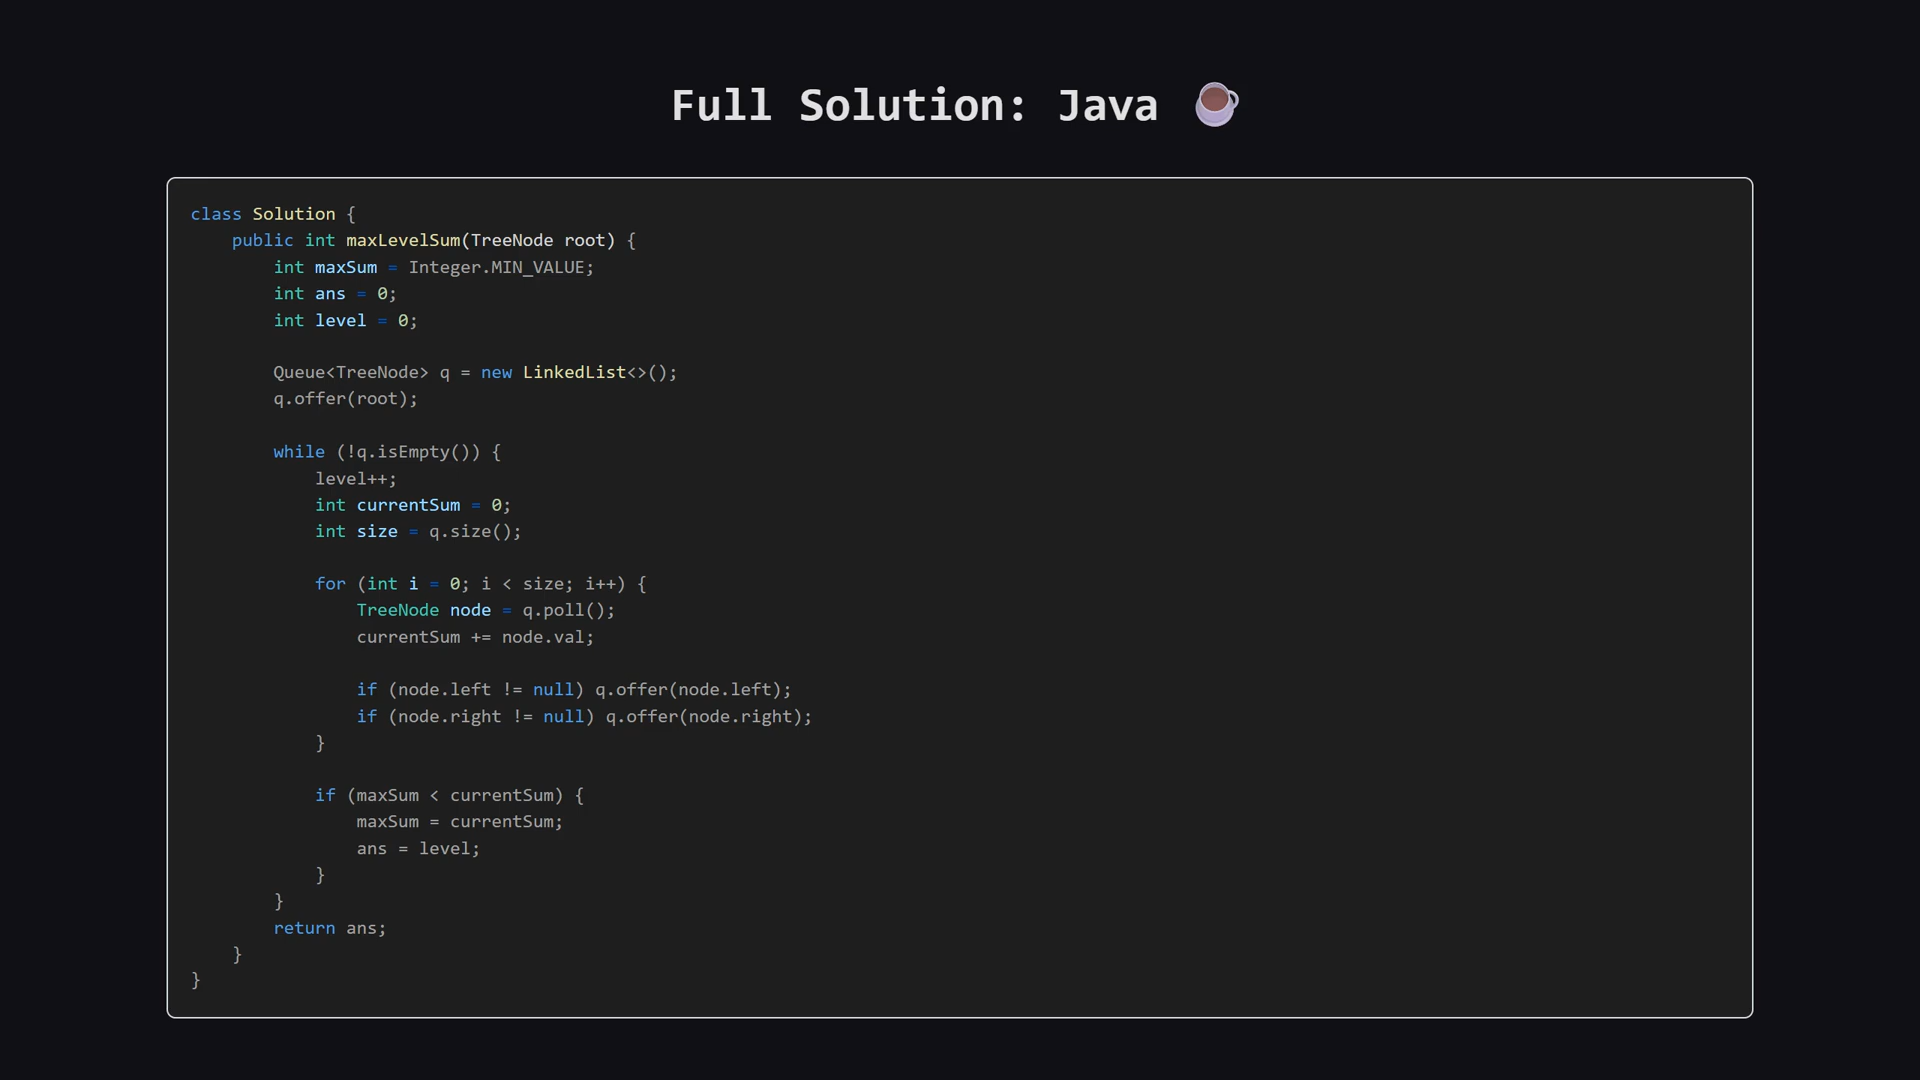 Full Solution: Java
class Solution {
    public int maxLevelSum(TreeNode root) {
        int maxSum = Integer.MIN_VALUE;
        int ans = 0;
        int level = 0;

        Queue<TreeNode> q = new LinkedList<>();
        q.offer(root);

        while (!q.isEmpty()) {
            level++;
            int currentSum = 0;
            int size = q.size();

            for (int i = 0; i < size; i++) {
                TreeNode node = q.poll();
                currentSum += node.val;

                if (node.left != null) q.offer(node.left);
                if (node.right != null) q.offer(node.right);
            }

            if (maxSum < currentSum) {
                maxSum = currentSum;
                ans = level;
            }
        }
        return ans;
    }
}